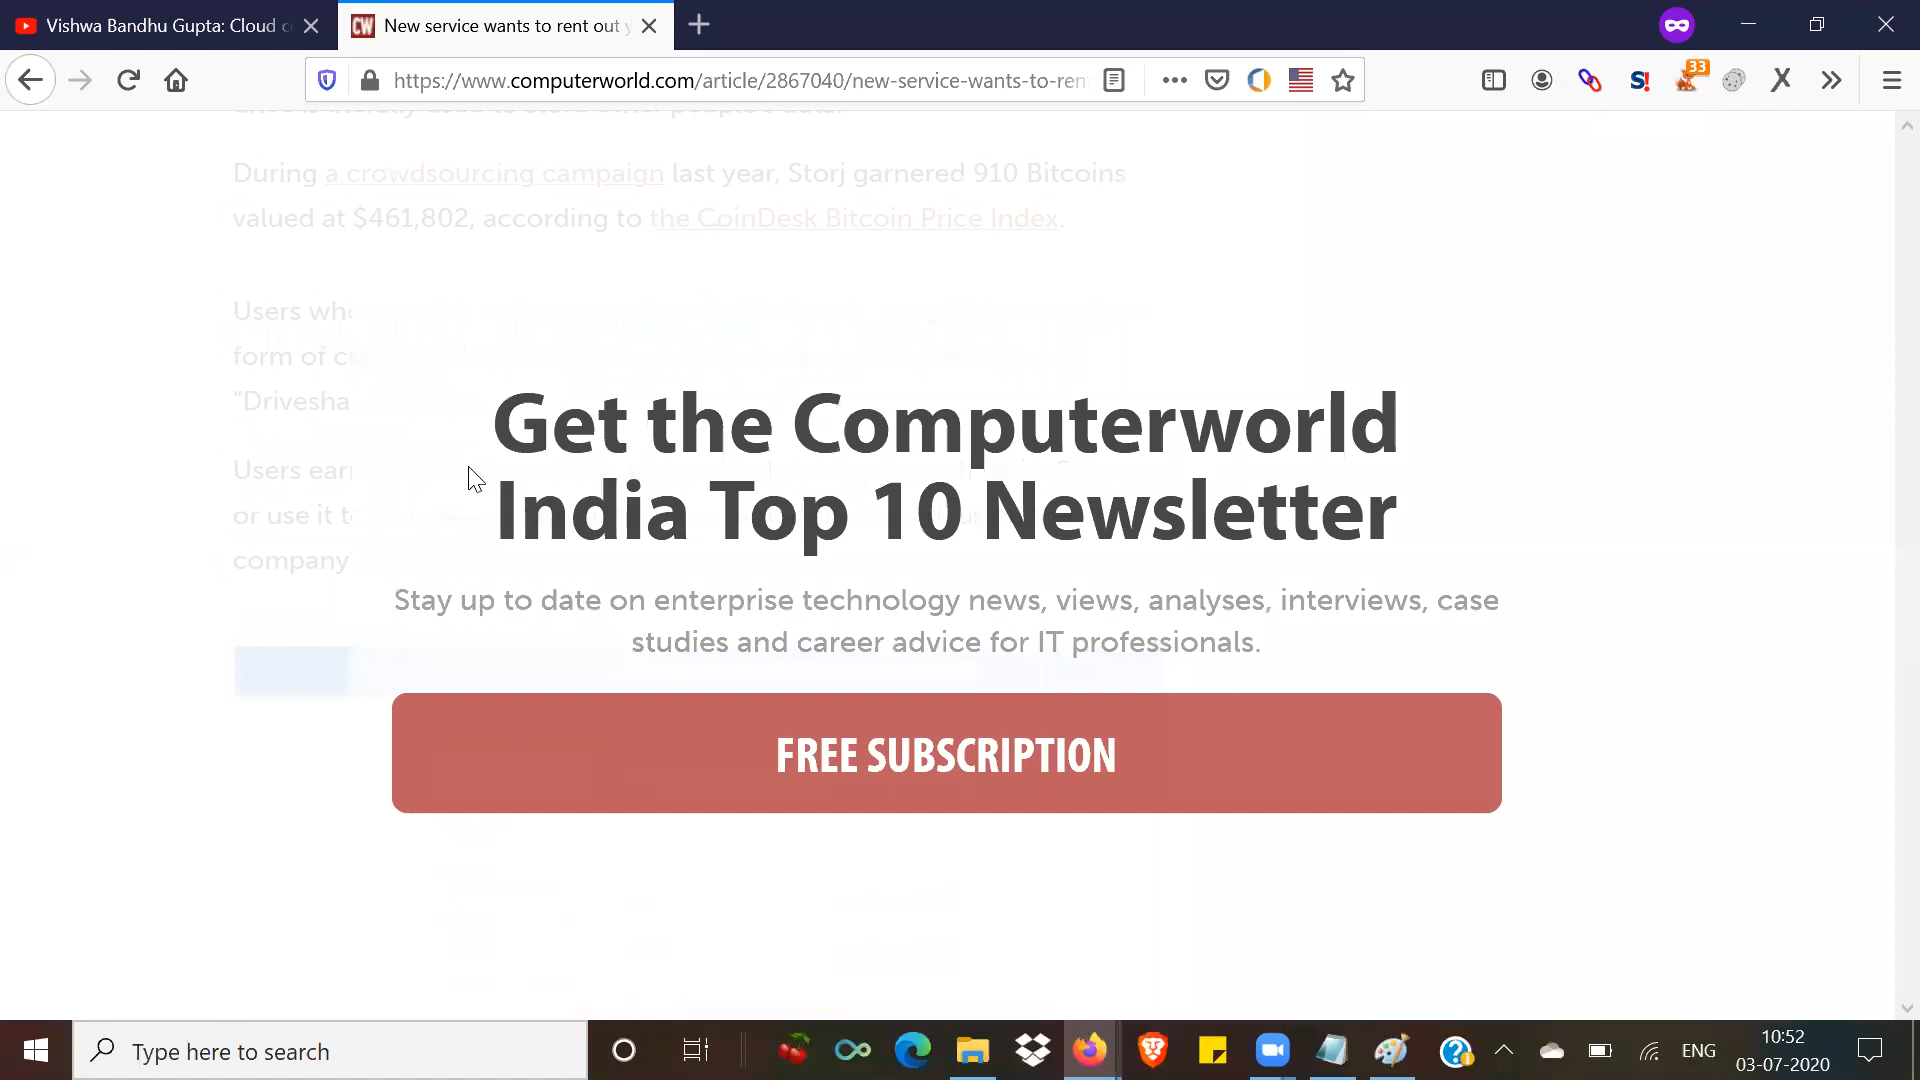 Vishwa Bandhu Gupta: Cloud c
CW New service wants to rent out y
https://www.computerworld.com/article/2867040/new-service-wants-to-ren
S! 33
During a crowdsourcing campaign last year, Storj garnered 910 Bitcoins
valued at $461,802, according to the CoinDesk Bitcoin Price Index.
Users who
form of c
“Drivesha
Users earn
or use it t
company'
Get the Computerworld
India Top 10 Newsletter
Stay up to date on enterprise technology news, views, analyses, interviews, case
studies and career advice for IT professionals.
FREE SUBSCRIPTION
Type here to search
ENG
10:52
03-07-2020